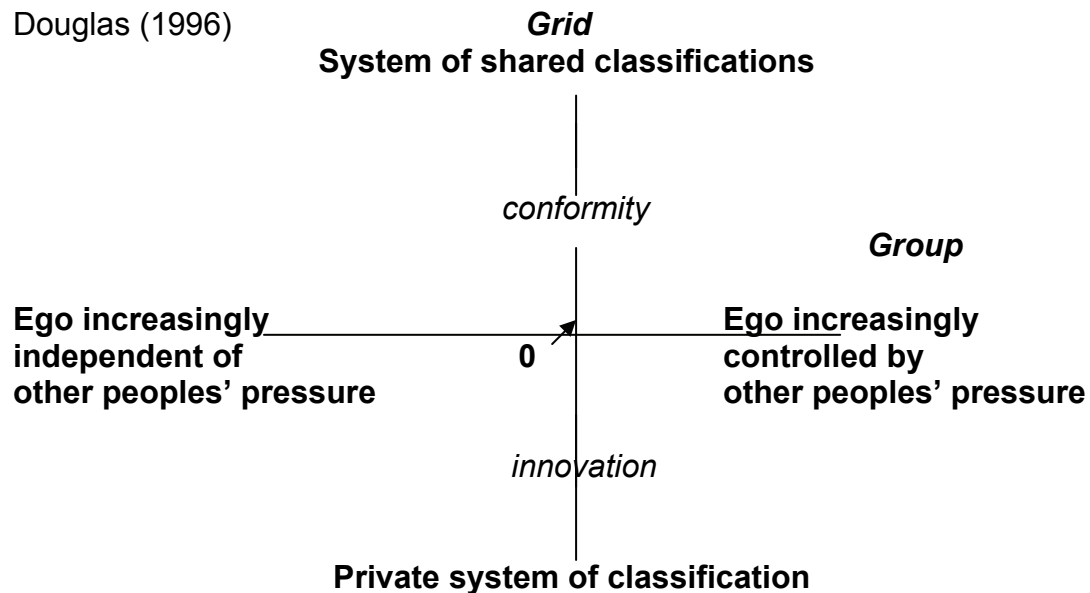 Douglas (1996)
Grid
System of shared classifications
conformity
Group
Ego increasingly
independent of
other peoples’ pressure
0
Ego increasingly
controlled by
other peoples’ pressure
innovation
Private system of classification